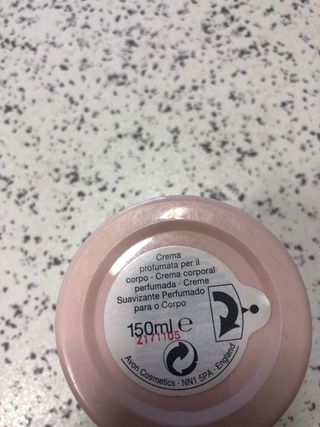 Crema
profumata per il
corpo - Crema corporal
perfumada - Creme
Suavizante Perfumado
para o Corpo
150ml e
2171105
Avon Cosmetics - NN1 5PA - England